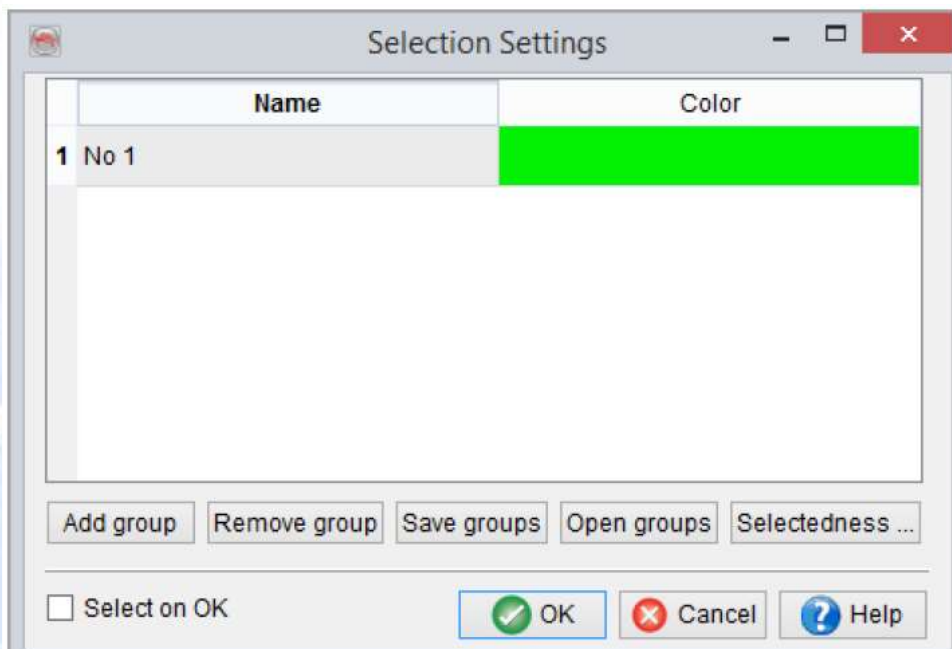 Selection Settings
Name Color
1 No 1
Add group Remove group Save groups Open groups Selectedness ...
Select on OK OK Cancel Help